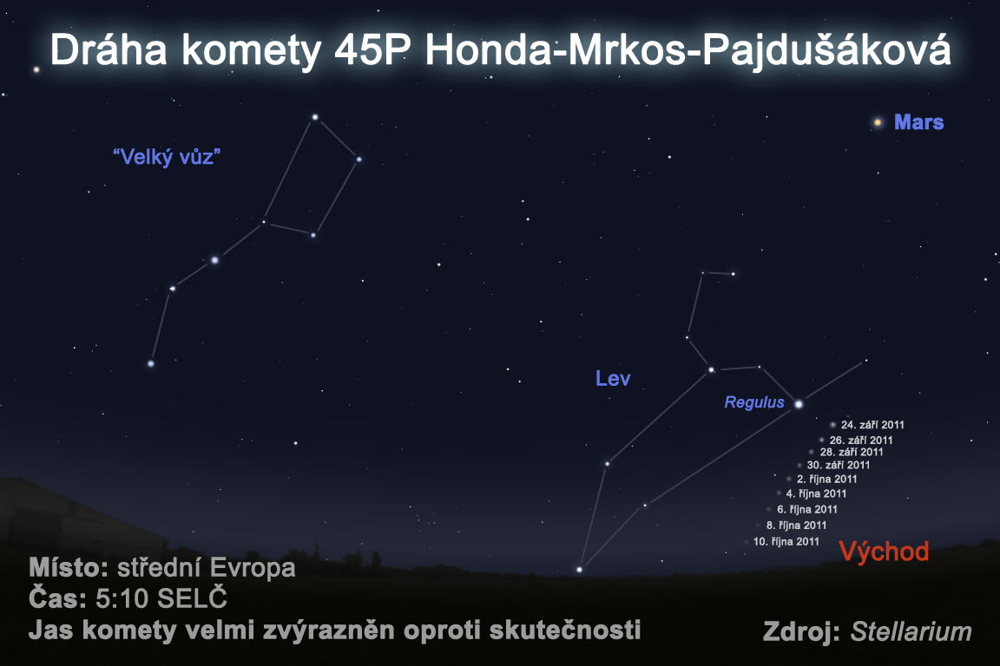 Dráha komety 45P Honda-Mrkos-Pajdušáková
Mars
“Velký vůz”
Lev
Regulus
24. září 2011
26. září 2011
28. září 2011
30. září 2011
2. října 2011
4. října 2011
6. října 2011
8. října 2011
10. října 2011
Východ
Místo: střední Evropa
Čas: 5:10 SELČ
Jas komety velmi zvýrazněn oproti skutečnosti
Zdroj: Stellarium